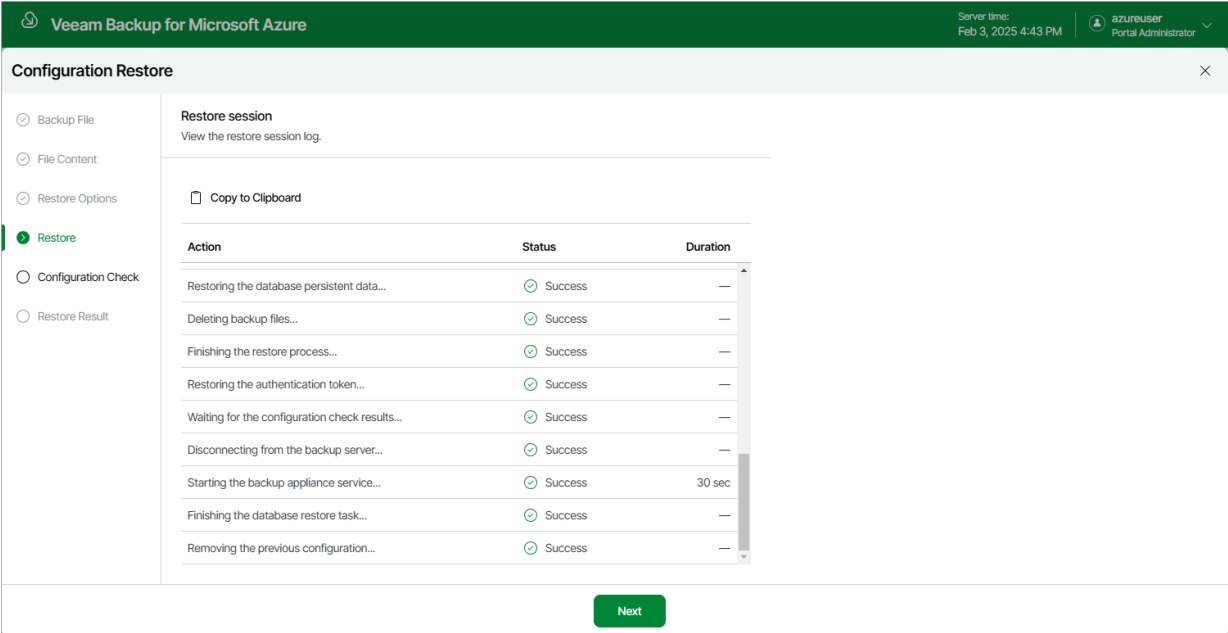 Veeam Backup for Microsoft Azure
Server time:
Feb 3, 2025 4:43 PM
azureuser
Portal Administrator
Configuration Restore
Backup File
File Content
Restore Options
Restore
Configuration Check
Restore Result
Restore session
View the restore session log.
Copy to Clipboard
Action Status Duration
Restoring the database persistent data... Success —
Deleting backup files... Success —
Finishing the restore process... Success —
Restoring the authentication token... Success —
Waiting for the configuration check results... Success —
Disconnecting from the backup server... Success —
Starting the backup appliance service... Success 30 sec
Finishing the database restore task... Success —
Removing the previous configuration... Success —
Next